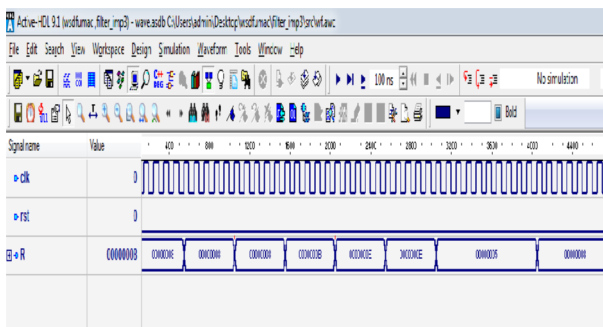 Active-HDL 9.1 (wsdfumac ,filter_imp3) - wave.asdb C:\Users\admin\Desktop\wsdfumac\filter_imp3\src\wf.awc
File Edit Search View Workspace Design Simulation Waveform Tools Window Help
100 ns No simulation
Bold
Signal name Value 400 800 1200 1600 2000 2400 2800 3200 3600 4000 4400
clk 0
rst 0
R 0000000B